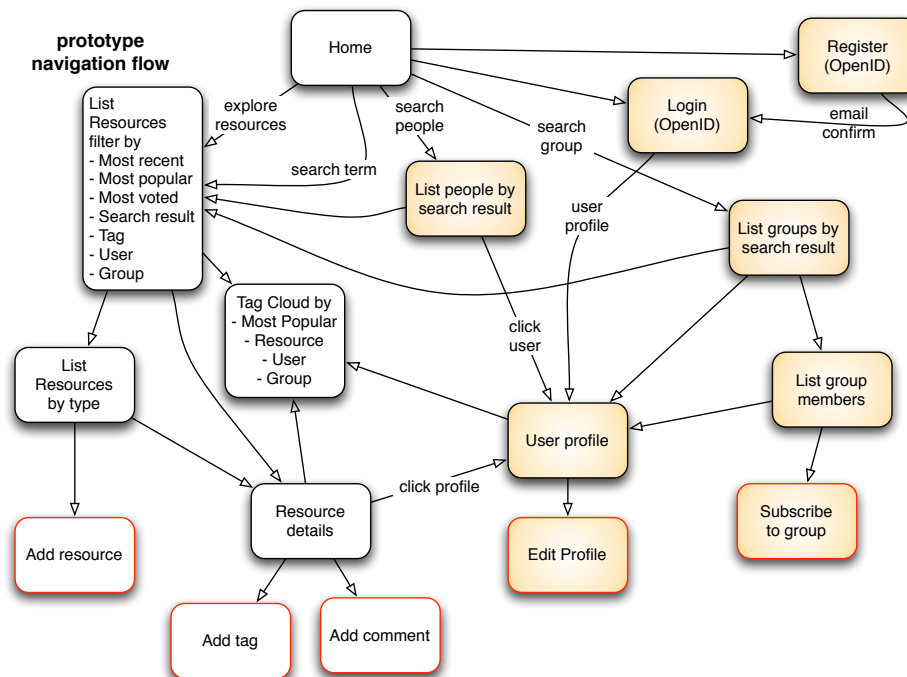 prototype
navigation flow
Home
Register
(OpenID)
Login
(OpenID)
email
confirm
explore
resources
search
people
search
group
search term
List
Resources
filter by
- Most recent
- Most popular
- Most voted
- Search result
- Tag
- User
- Group
List people by
search result
user
profile
List groups by
search result
Tag Cloud by
- Most Popular
- Resource
- User
- Group
click
user
List
Resources
by type
List group
members
User profile
click profile
Resource
details
Subscribe
to group
Add resource
Edit Profile
Add tag
Add comment